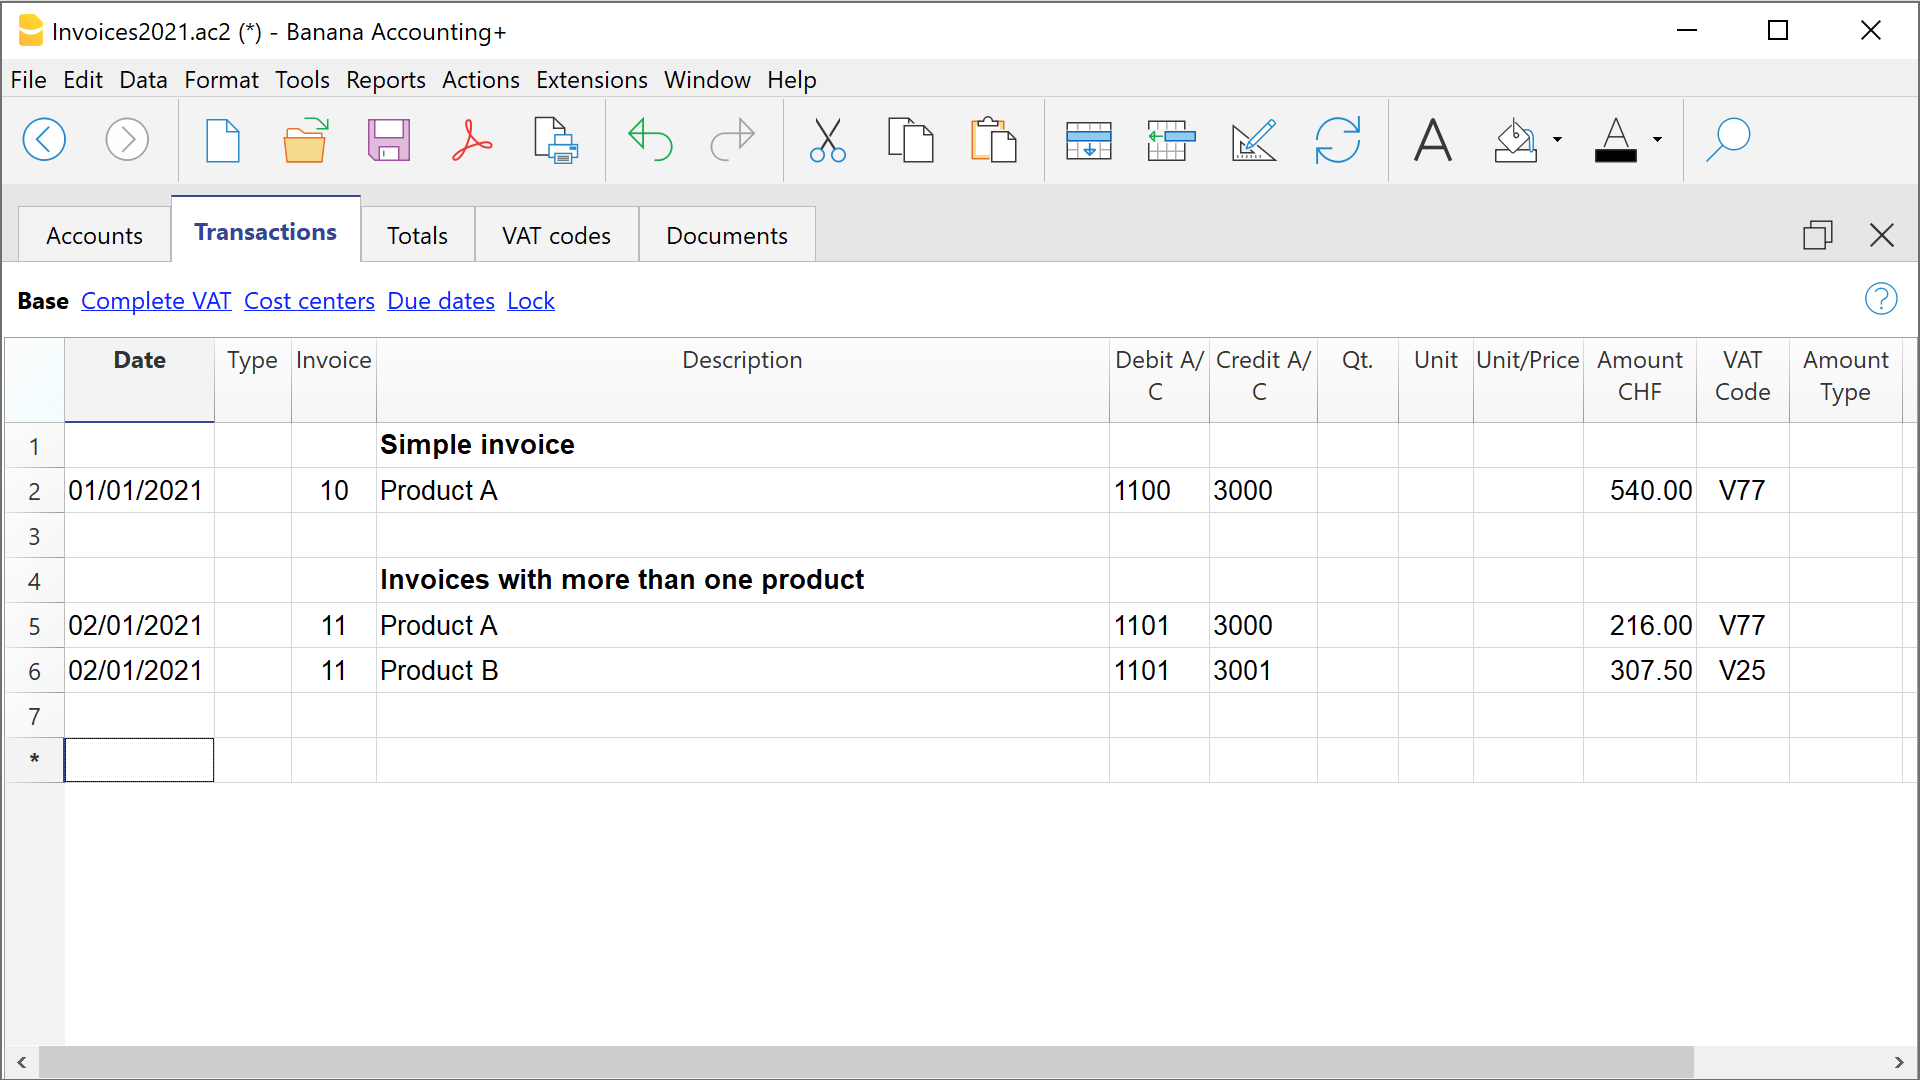 Invoices2021.ac2 (*) - Banana Accounting+
File Edit Data Format Tools Reports Actions Extensions Window Help
Accounts Transactions Totals VAT codes Documents
Base Complete VAT Cost centers Due dates Lock
Date Type Invoice Description Debit A/ Credit A/ Qt. Unit Unit/Price Amount VAT Amount
C C CHF Code Type
1 Simple invoice
2 01/01/2021 10 Product A 1100 3000 540.00 V77
3
4 Invoices with more than one product
5 02/01/2021 11 Product A 1101 3000 216.00 V77
6 02/01/2021 11 Product B 1101 3001 307.50 V25
7
*